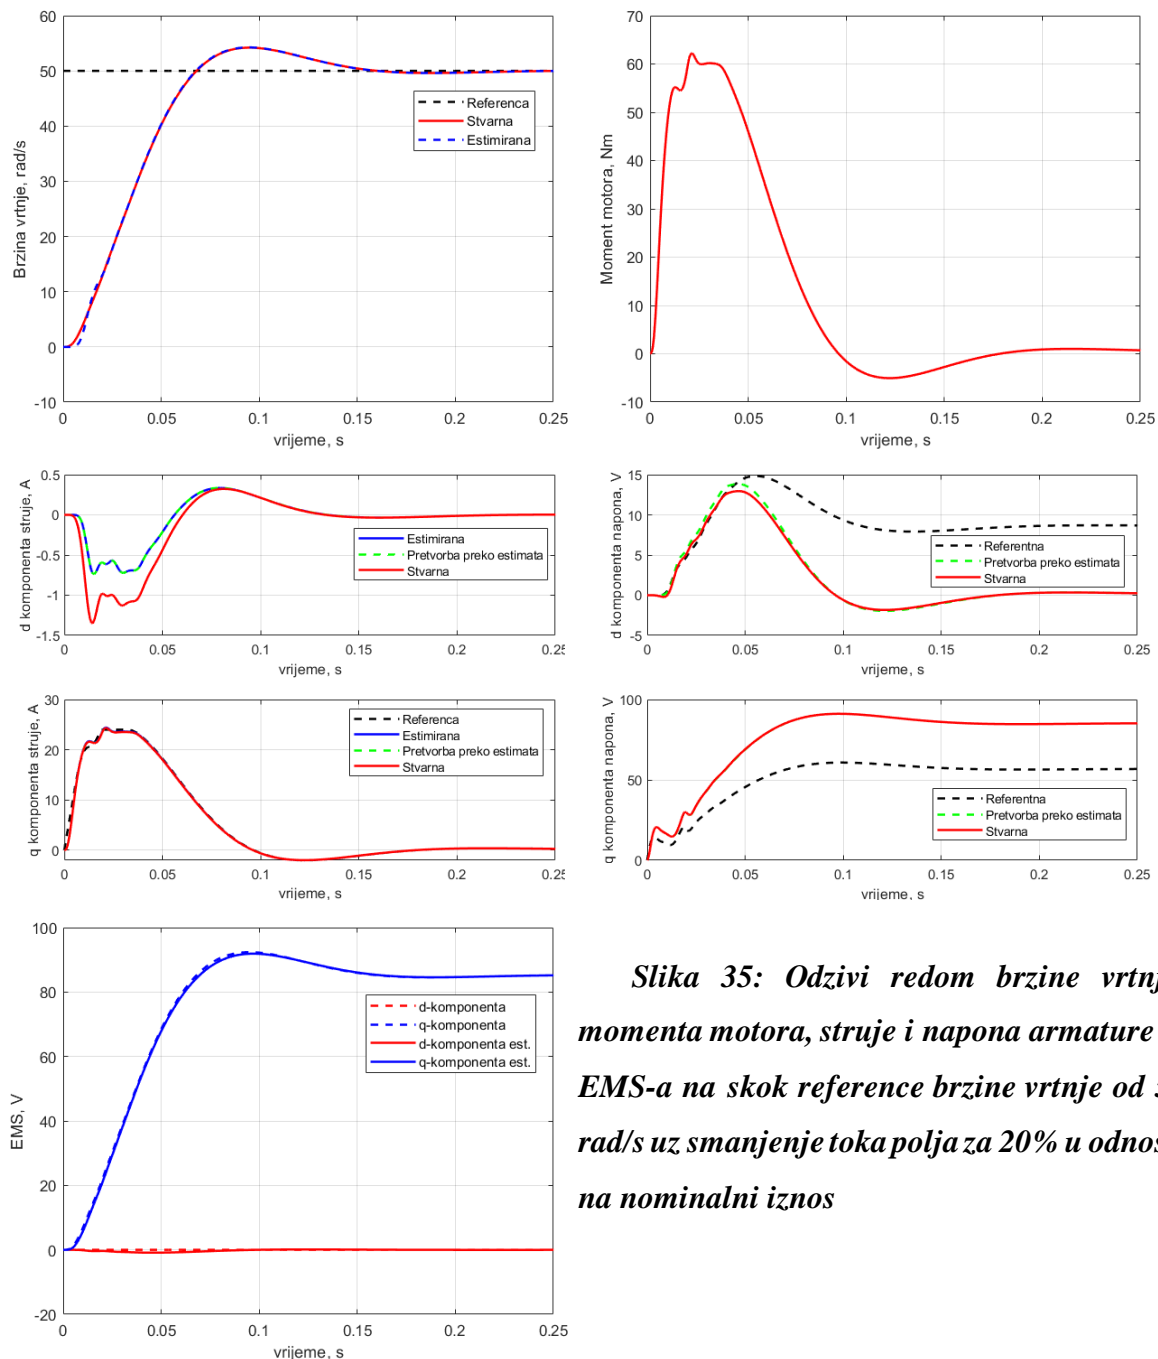 60
50
40
30
20
10
0
-10
Brzina vrtnje, rad/s
Referenca
Stvarna
Estimirana
0 0.05 0.1 0.15 0.2 0.25
vrijeme, s
70
60
50
40
30
20
10
0
-10
Moment motora, Nm
0 0.05 0.1 0.15 0.2 0.25
vrijeme, s
0.5
0
-0.5
-1
-1.5
d komponenta struje, A
Estimirana
Pretvorba preko estimata
Stvarna
0 0.05 0.1 0.15 0.2 0.25
vrijeme, s
15
10
5
0
-5
d komponenta napona, V
Referentna
Pretvorba preko estimata
Stvarna
0 0.05 0.1 0.15 0.2 0.25
vrijeme, s
30
20
10
0
q komponenta struje, A
Referenca
Estimirana
Pretvorba preko estimata
Stvarna
0 0.05 0.1 0.15 0.2 0.25
vrijeme, s
100
50
0
q komponenta napona, V
Referentna
Pretvorba preko estimata
Stvarna
0 0.05 0.1 0.15 0.2 0.25
vrijeme, s
100
80
60
40
20
0
-20
EMS, V
d-komponenta
q-komponenta
d-komponenta est.
q-komponenta est.
0 0.05 0.1 0.15 0.2 0.25
vrijeme, s
Slika 35: Odzivi redom brzine
momenta motora, struje i napona armature
EMS-a na skok reference brzine vrtnje od
rad/s uz smanjenje toka polja za 20% u
na nominalni iznos